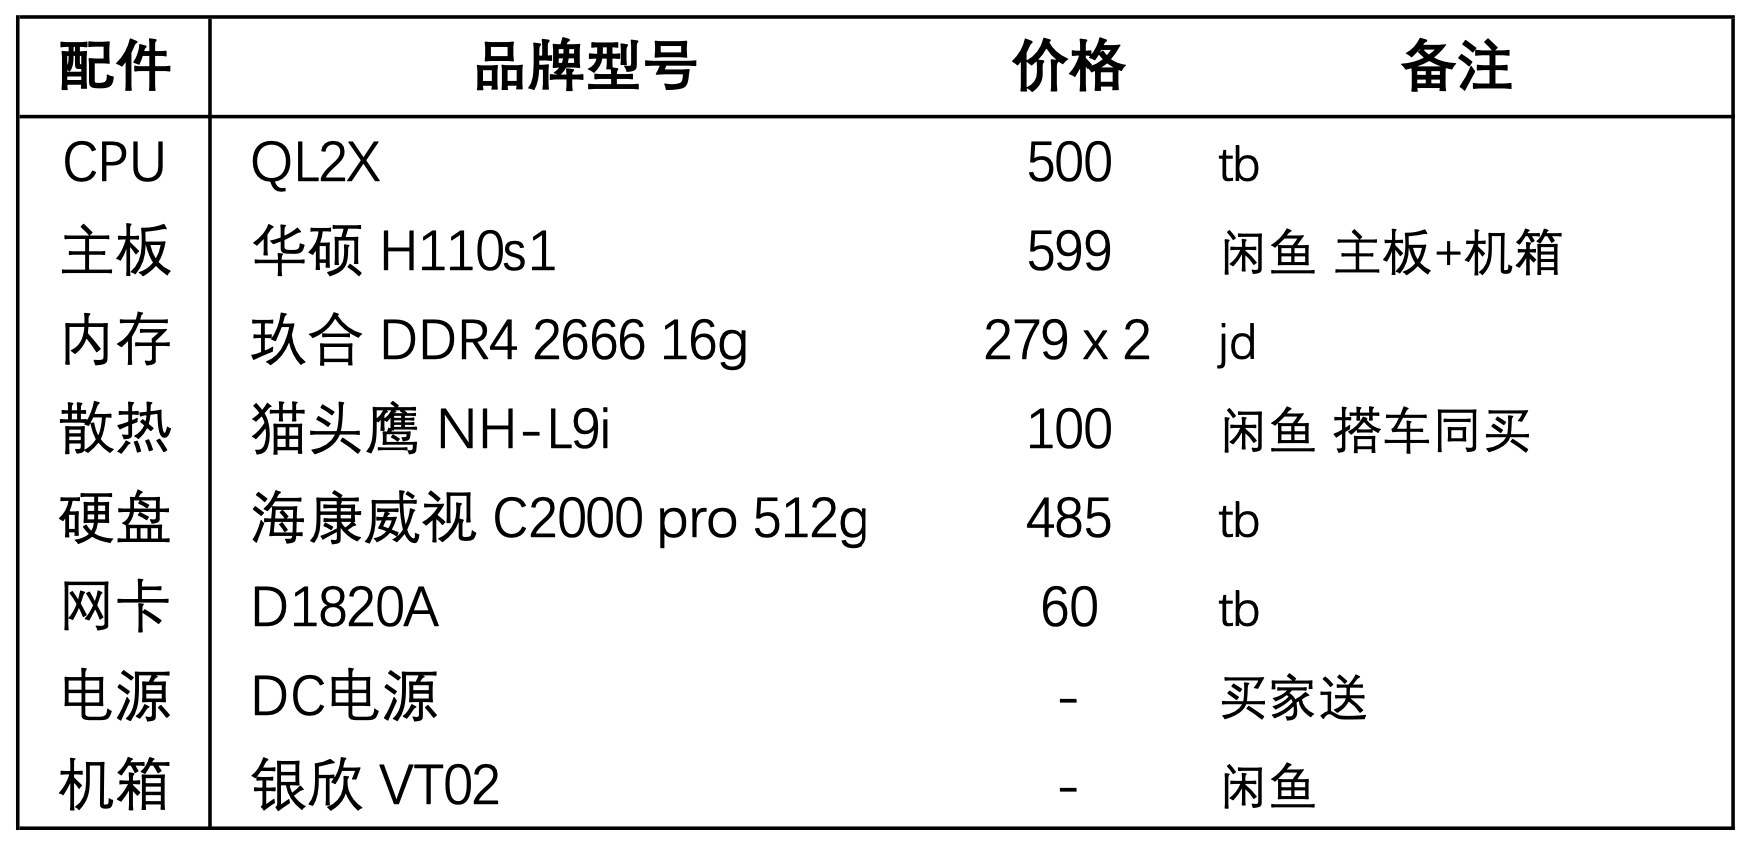 配件 品牌型号 价格 备注
CPU QL2X 500 tb
主板 华硕 H110s1 599 闲鱼 主板+机箱
内存 玖合 DDR4 2666 16g 279 x 2 jd
散热 猫头鹰 NH-L9i 100 闲鱼 搭车同买
硬盘 海康威视 C2000 pro 512g 485 tb
网卡 D1820A 60 tb
电源 DC电源 - 买家送
机箱 银欣 VT02 - 闲鱼